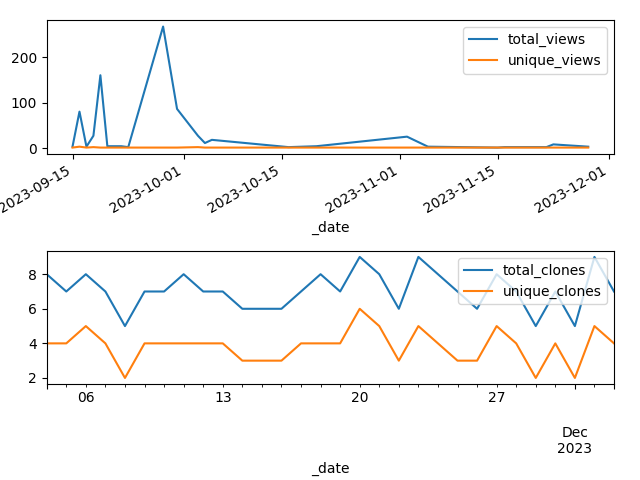 200
100
0
total_views
unique_views
2023-09-15
2023-10-01
2023-10-15
2023-11-01
2023-11-15
2023-12-01
_date
8
6
4
2
total_clones
unique_clones
06
13
20
27
Dec
2023
_date